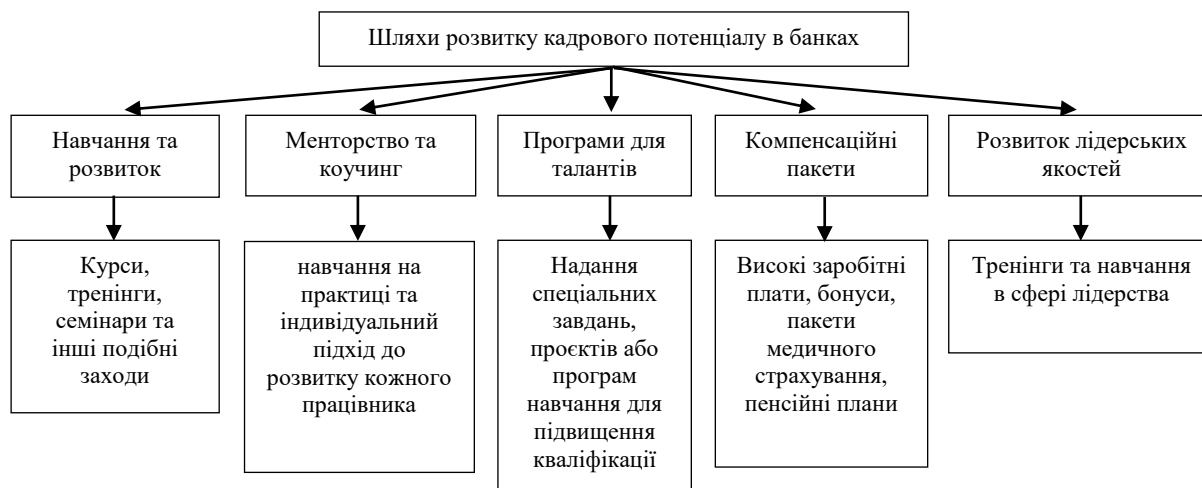 Шляхи розвитку кадрового потенціалу в банках
Навчання та
розвиток
Менторство та
коучинг
Програми для
талантів
Компенсаційні
пакети
Розвиток лідерських
якостей
Курси,
тренінги,
семінари та
інші подібні
заходи
навчання на
практиці та
індивідуальний
підхід до
розвитку кожного
працівника
Надання
спеціальних
завдань,
проєктів або
програм
навчання для
підвищення
кваліфікації
Високі заробітні
плати, бонуси,
пакети
медичного
страхування,
пенсійні плани
Тренінги та навчання
в сфері лідерства